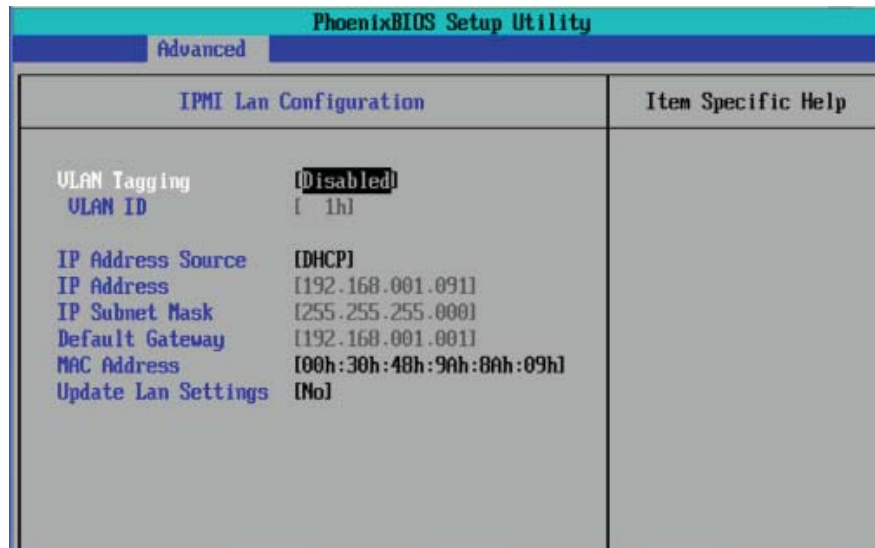 PhoenixBIOS Setup Utility
Advanced
IPMI Lan Configuration
Item Specific Help
VLAN Tagging [Disabled]
VLAN ID [ 1h]
IP Address Source [DHCP]
IP Address [192.168.001.091]
IP Subnet Mask [255.255.255.000]
Default Gateway [192.168.001.001]
MAC Address [00h:30h:48h:9Ah:8Ah:09h]
Update Lan Settings [No]